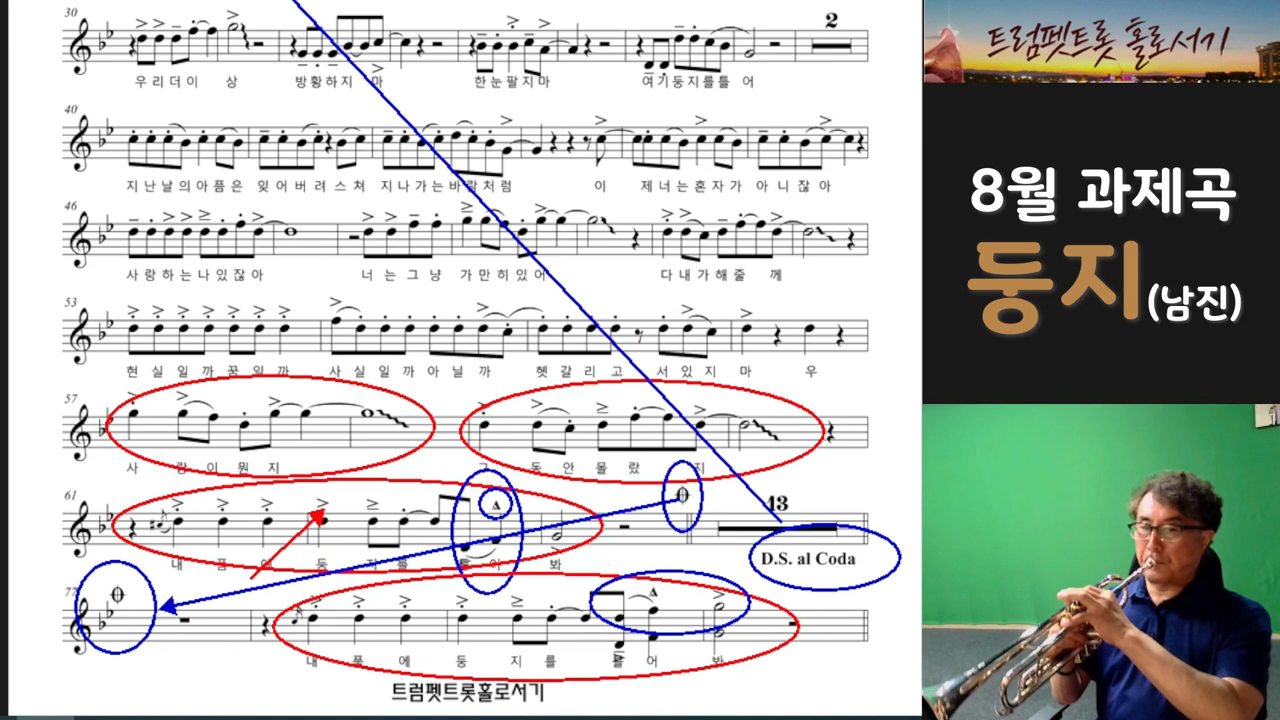 트럼펫트롯 홀로서기
8월 과제곡
둥지(남진)
30
2
우리더이 상 방황하지 마 한눈팔지마 여기둥지를틀 어
40
지난날의아픔은 잊어버려스쳐 지나가는바람처럼 이 제너는혼자가 아니잖아
46
사랑하는나있잖아 너는그냥 가만히있어 다내가해줄 께
53
현실일까꿈일까 사실일까아닐까 헷갈리고 서있지 마 우
57
사 랑이뭔지 그 동안몰랐 지
61
13
내 품 에 둥 지를 틀어 봐
D.S. al Coda
77
내 품 에 둥 지 를 틀 어 봐
트럼펫트롯홀로서기